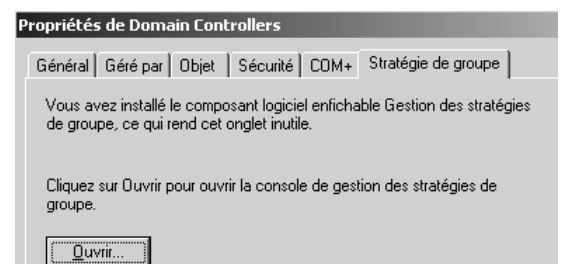 Propriétés de Domain Controllers
Général Géré par Objet Sécurité COM+ Stratégie de groupe
Vous avez installé le composant logiciel enfichable Gestion des stratégies
de groupe, ce qui rend cet onglet inutile.
Cliquez sur Ouvrir pour ouvrir la console de gestion des stratégies de
groupe.
Ouvrir...